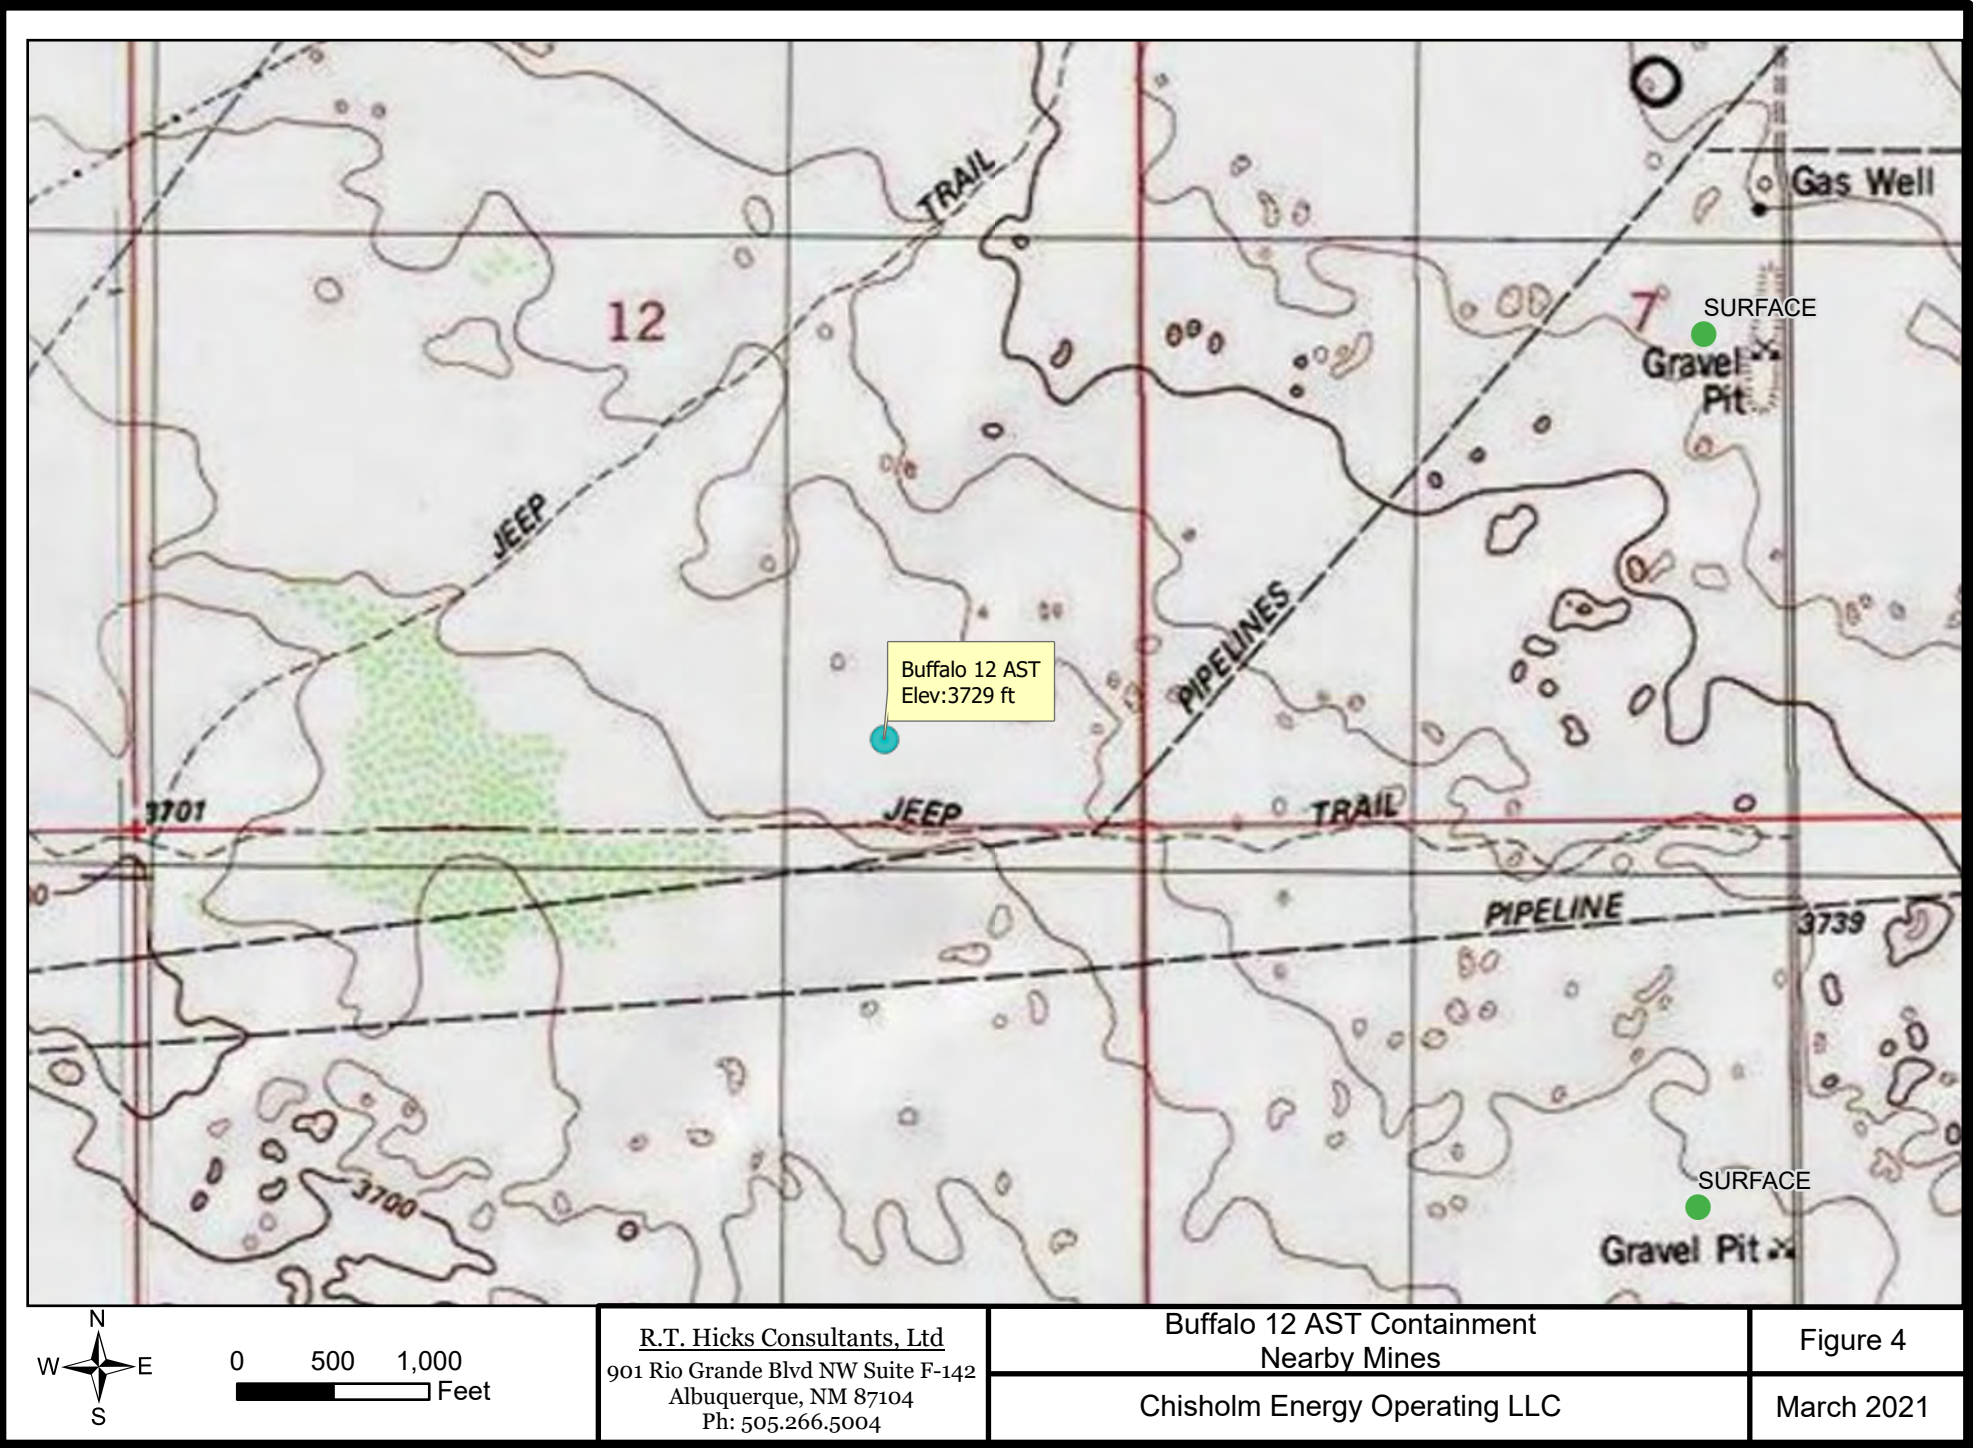 TRAIL
Gas Well
12
7
SURFACE
Gravel
Pit
JEEP
PIPELINES
Buffalo 12 AST
Elev:3729 ft
3701
JEEP
TRAIL
PIPELINE
3739
3700
SURFACE
Gravel Pit
N
W E
S
0 500 1,000
Feet
R.T. Hicks Consultants, Ltd
901 Rio Grande Blvd NW Suite F-142
Albuquerque, NM 87104
Ph: 505.266.5004
Buffalo 12 AST Containment
Nearby Mines
Chisholm Energy Operating LLC
Figure 4
March 2021